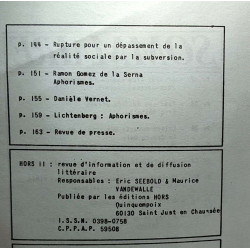 p. 144 - Rupture pour un dépassement de la
réalité sociale par la subversion.
p. 151 - Ramon Gomez de la Serna
Aphorismes.
p. 155 - Danièle Vernet.
p. 159 - Lichtenberg : Aphorismes.
p. 163 - Revue de presse.
HORS II : revue d'information et de diffusion
littéraire
Responsables : Eric SEEBOLD & Maurice
VANDEWALLE
Publiée par les éditions HORS
Quinquempoix
60130 Saint Just en Chaussée
I.S.S.N. 0398-0758
C.P.P.A.P. 59508